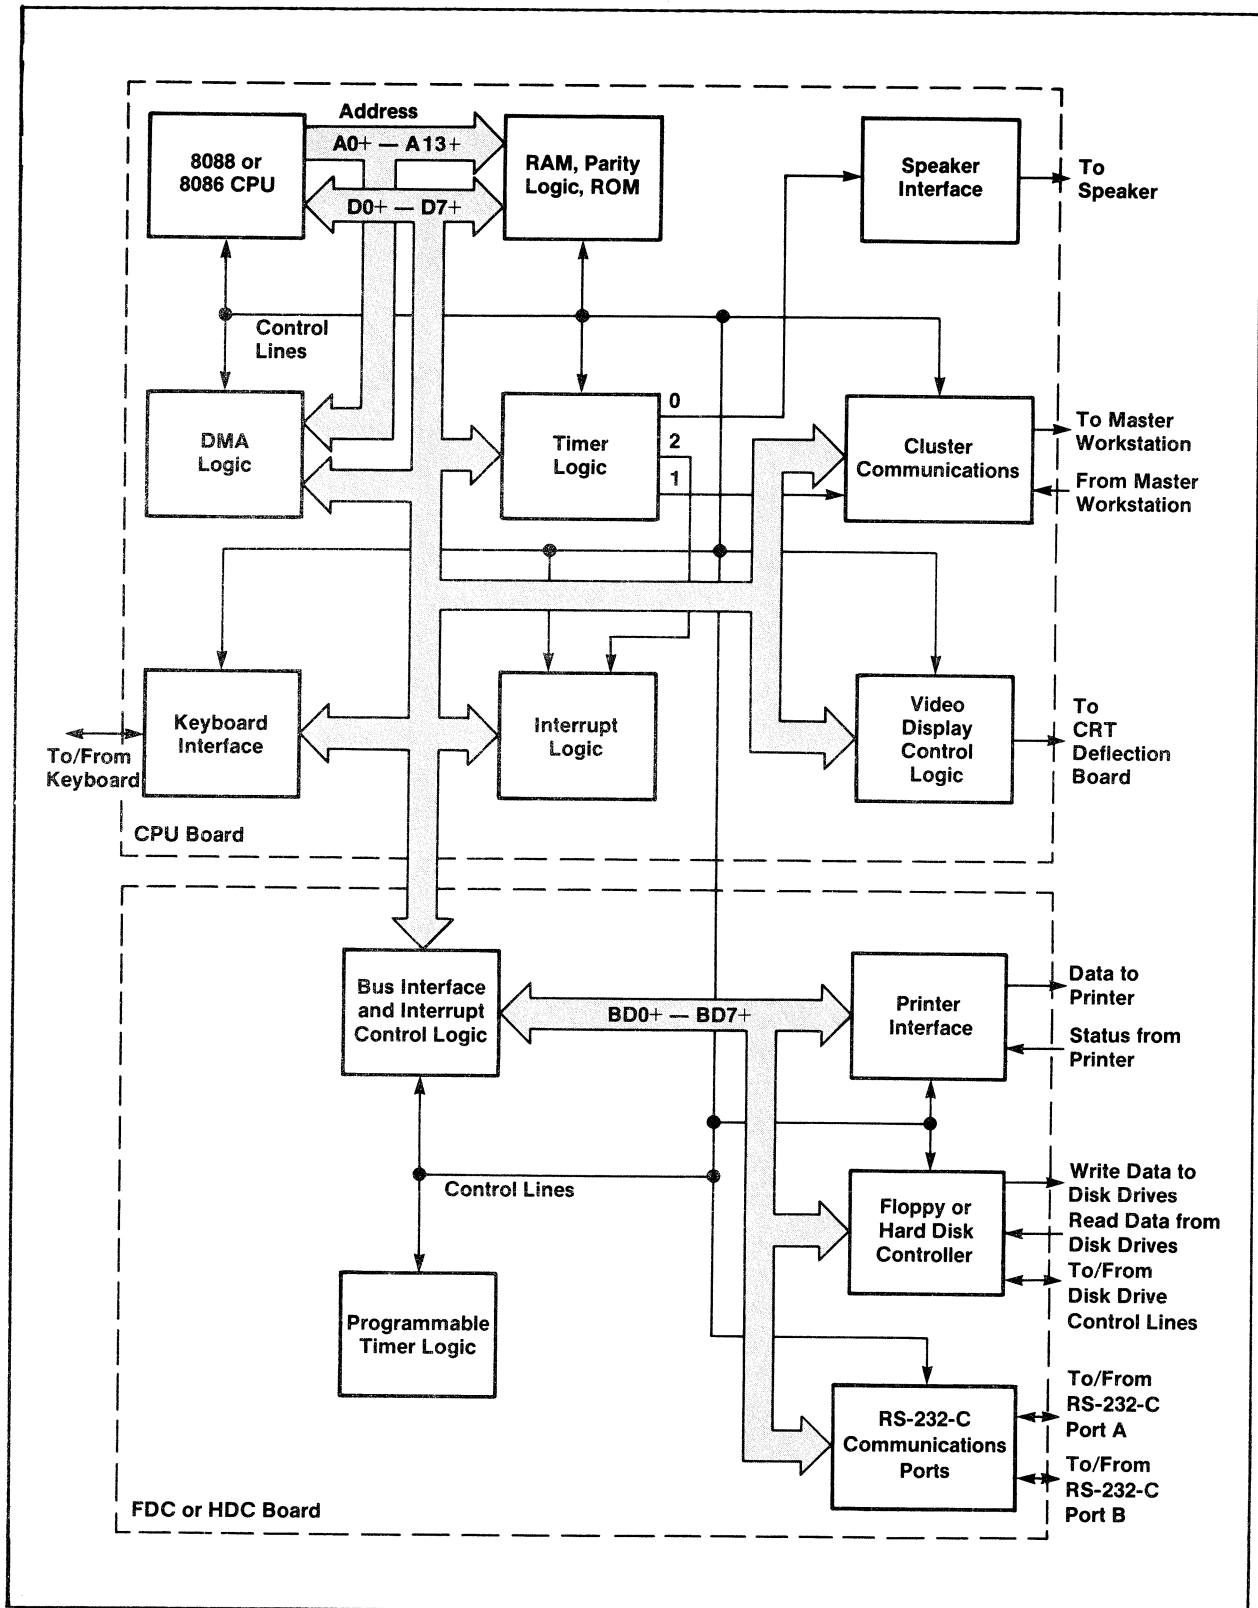 Address
A0+ — A13+
8088 or
8086 CPU
RAM, Parity
Logic, ROM
D0+ — D7+
Speaker
Interface
To
Speaker
Control
Lines
DMA
Logic
Timer
Logic
0
2
1
Cluster
Communications
To Master
Workstation
From Master
Workstation
Keyboard
Interface
To/From
Keyboard
Interrupt
Logic
Video
Display
Control
Logic
To
CRT
Deflection
Board
CPU Board
Bus Interface
and Interrupt
Control Logic
BD0+ — BD7+
Printer
Interface
Data to
Printer
Status from
Printer
Control Lines
Floppy or
Hard Disk
Controller
Write Data to
Disk Drives
Read Data from
Disk Drives
To/From
Disk Drive
Control Lines
Programmable
Timer Logic
RS-232-C
Communications
Ports
To/From
RS-232-C
Port A
To/From
RS-232-C
Port B
FDC or HDC Board